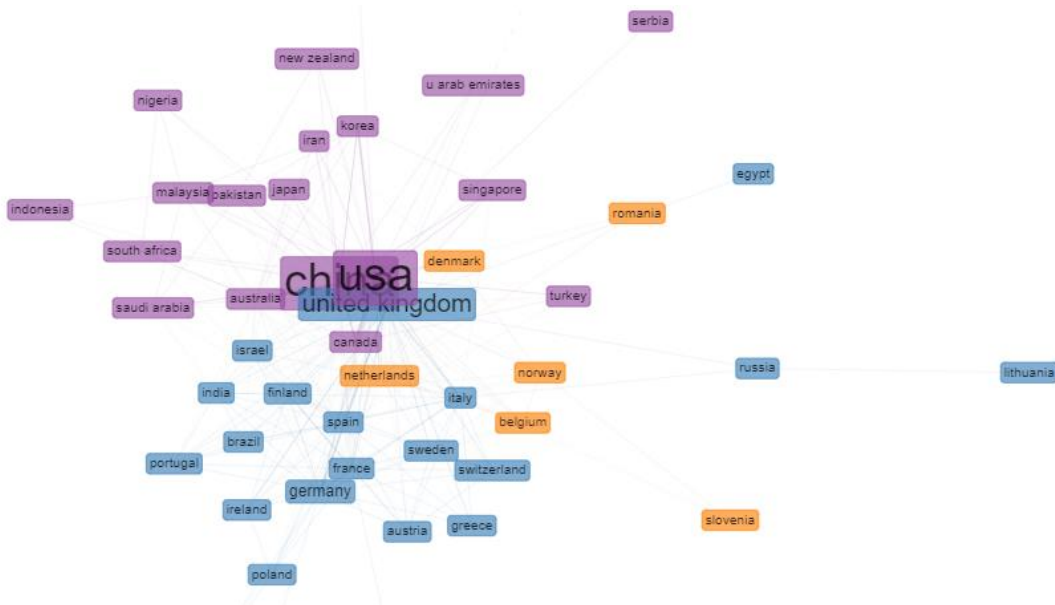 serbia
new zealand
u arab emirates
nigeria
korea
iran
egypt
malaysia
pakistan
japan
singapore
indonesia
romania
south africa
denmark
usa
turkey
australia
united kingdom
saudi arabia
canada
israel
russia
netherlands
norway
lithuania
india
finland
italy
spain
belgium
brazil
sweden
portugal
france
switzerland
germany
ireland
slovenia
greece
austria
poland